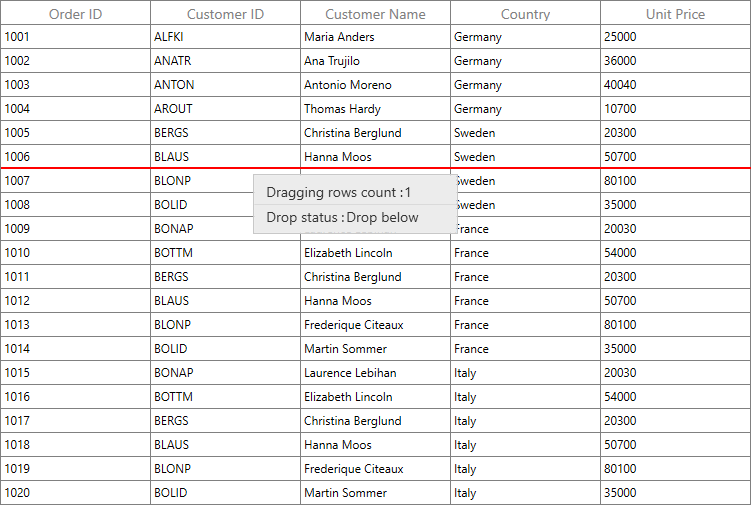 Order ID Customer ID Customer Name Country Unit Price
1001 ALFKI Maria Anders Germany 25000
1002 ANATR Ana Trujilo Germany 36000
1003 ANTON Antonio Moreno Germany 40040
1004 AROUT Thomas Hardy Germany 10700
1005 BERGS Christina Berglund Sweden 20300
1006 BLAUS Hanna Moos Sweden 50700
1007 BLONP Sweden 80100
Dragging rows count :1
1008 BOLID Sweden 35000
Drop status :Drop below
1009 BONAP France 20030
1010 BOTTM Elizabeth Lincoln France 54000
1011 BERGS Christina Berglund France 20300
1012 BLAUS Hanna Moos France 50700
1013 BLONP Frederique Citeaux France 80100
1014 BOLID Martin Sommer France 35000
1015 BONAP Laurence Lebihan Italy 20030
1016 BOTTM Elizabeth Lincoln Italy 54000
1017 BERGS Christina Berglund Italy 20300
1018 BLAUS Hanna Moos Italy 50700
1019 BLONP Frederique Citeaux Italy 80100
1020 BOLID Martin Sommer Italy 35000